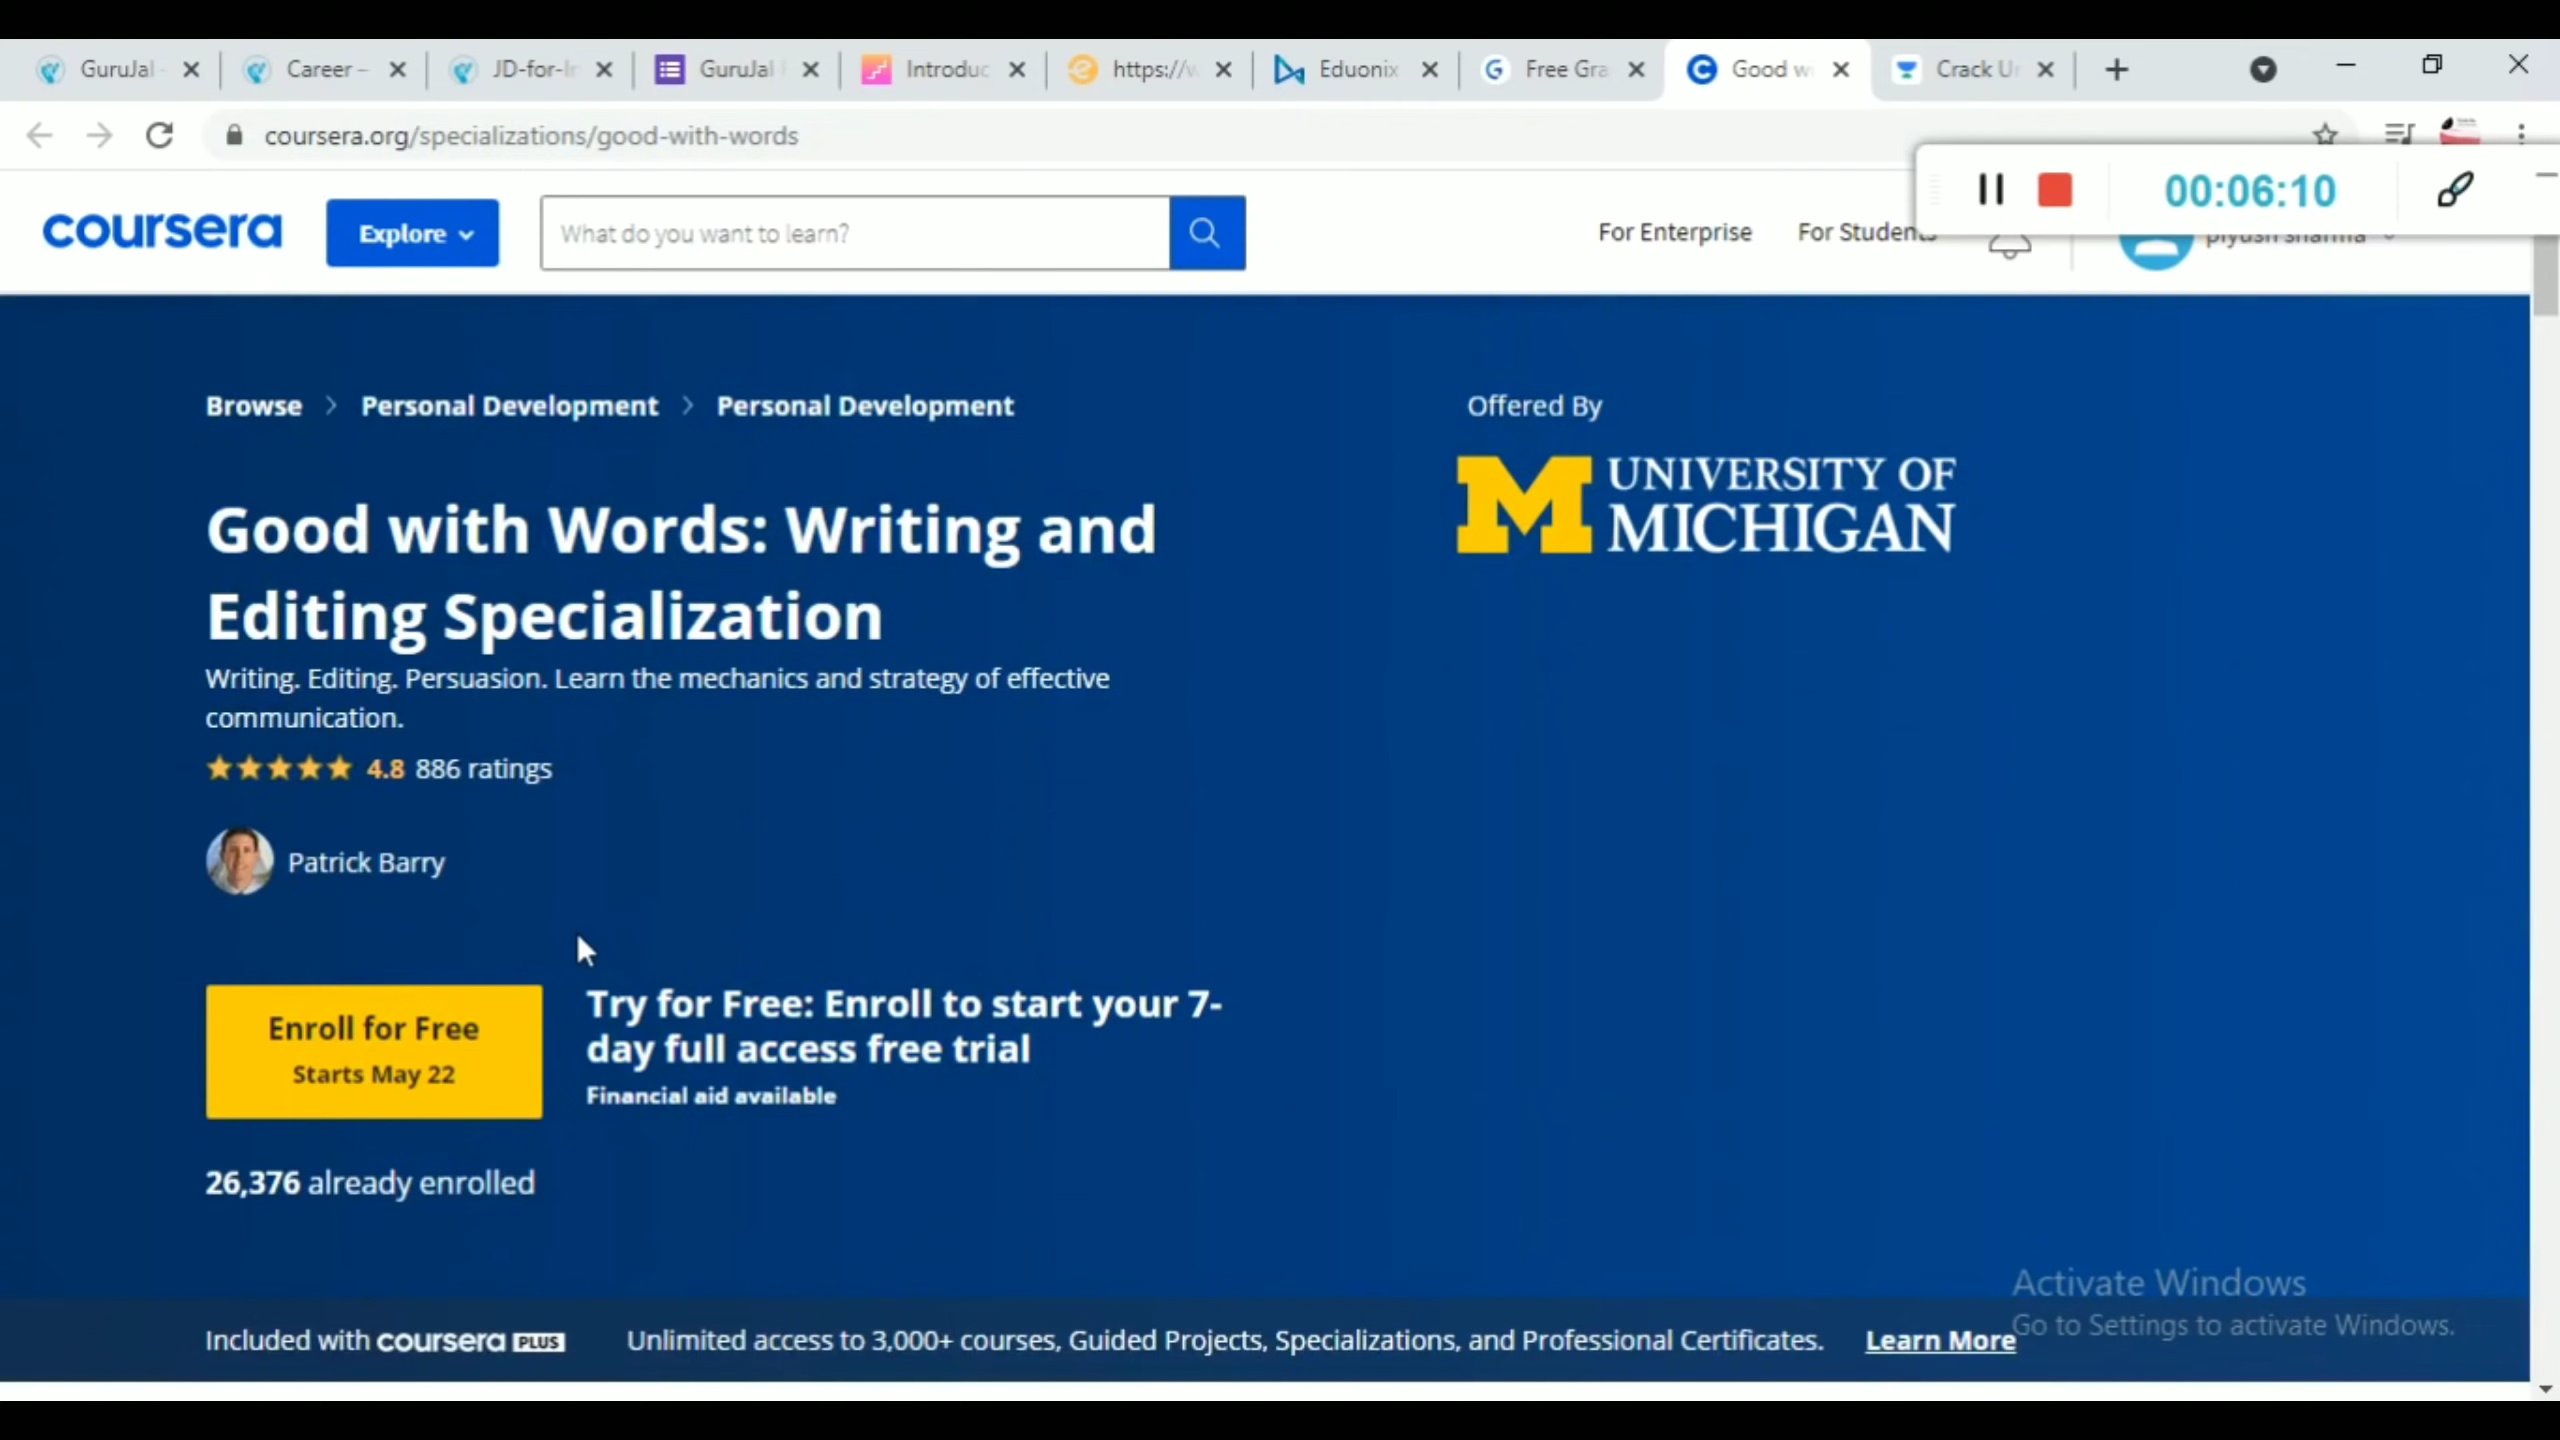 GuruJal -
Career –
JD-for-In
GuruJal
Introduc
https://w
Eduonix
Free Gra
Good w
Crack Un
coursera.org/specializations/good-with-words
00:06:10
coursera
Explore
What do you want to learn?
For Enterprise
For Students
piyush sharma
Browse > Personal Development > Personal Development
Offered By
UNIVERSITY OF
MICHIGAN
Good with Words: Writing and
Editing Specialization
Writing. Editing. Persuasion. Learn the mechanics and strategy of effective
communication.
4.8 886 ratings
Patrick Barry
Enroll for Free
Starts May 22
Try for Free: Enroll to start your 7-
day full access free trial
Financial aid available
26,376 already enrolled
Activate Windows
Go to Settings to activate Windows.
Included with coursera PLUS
Unlimited access to 3,000+ courses, Guided Projects, Specializations, and Professional Certificates.
Learn More